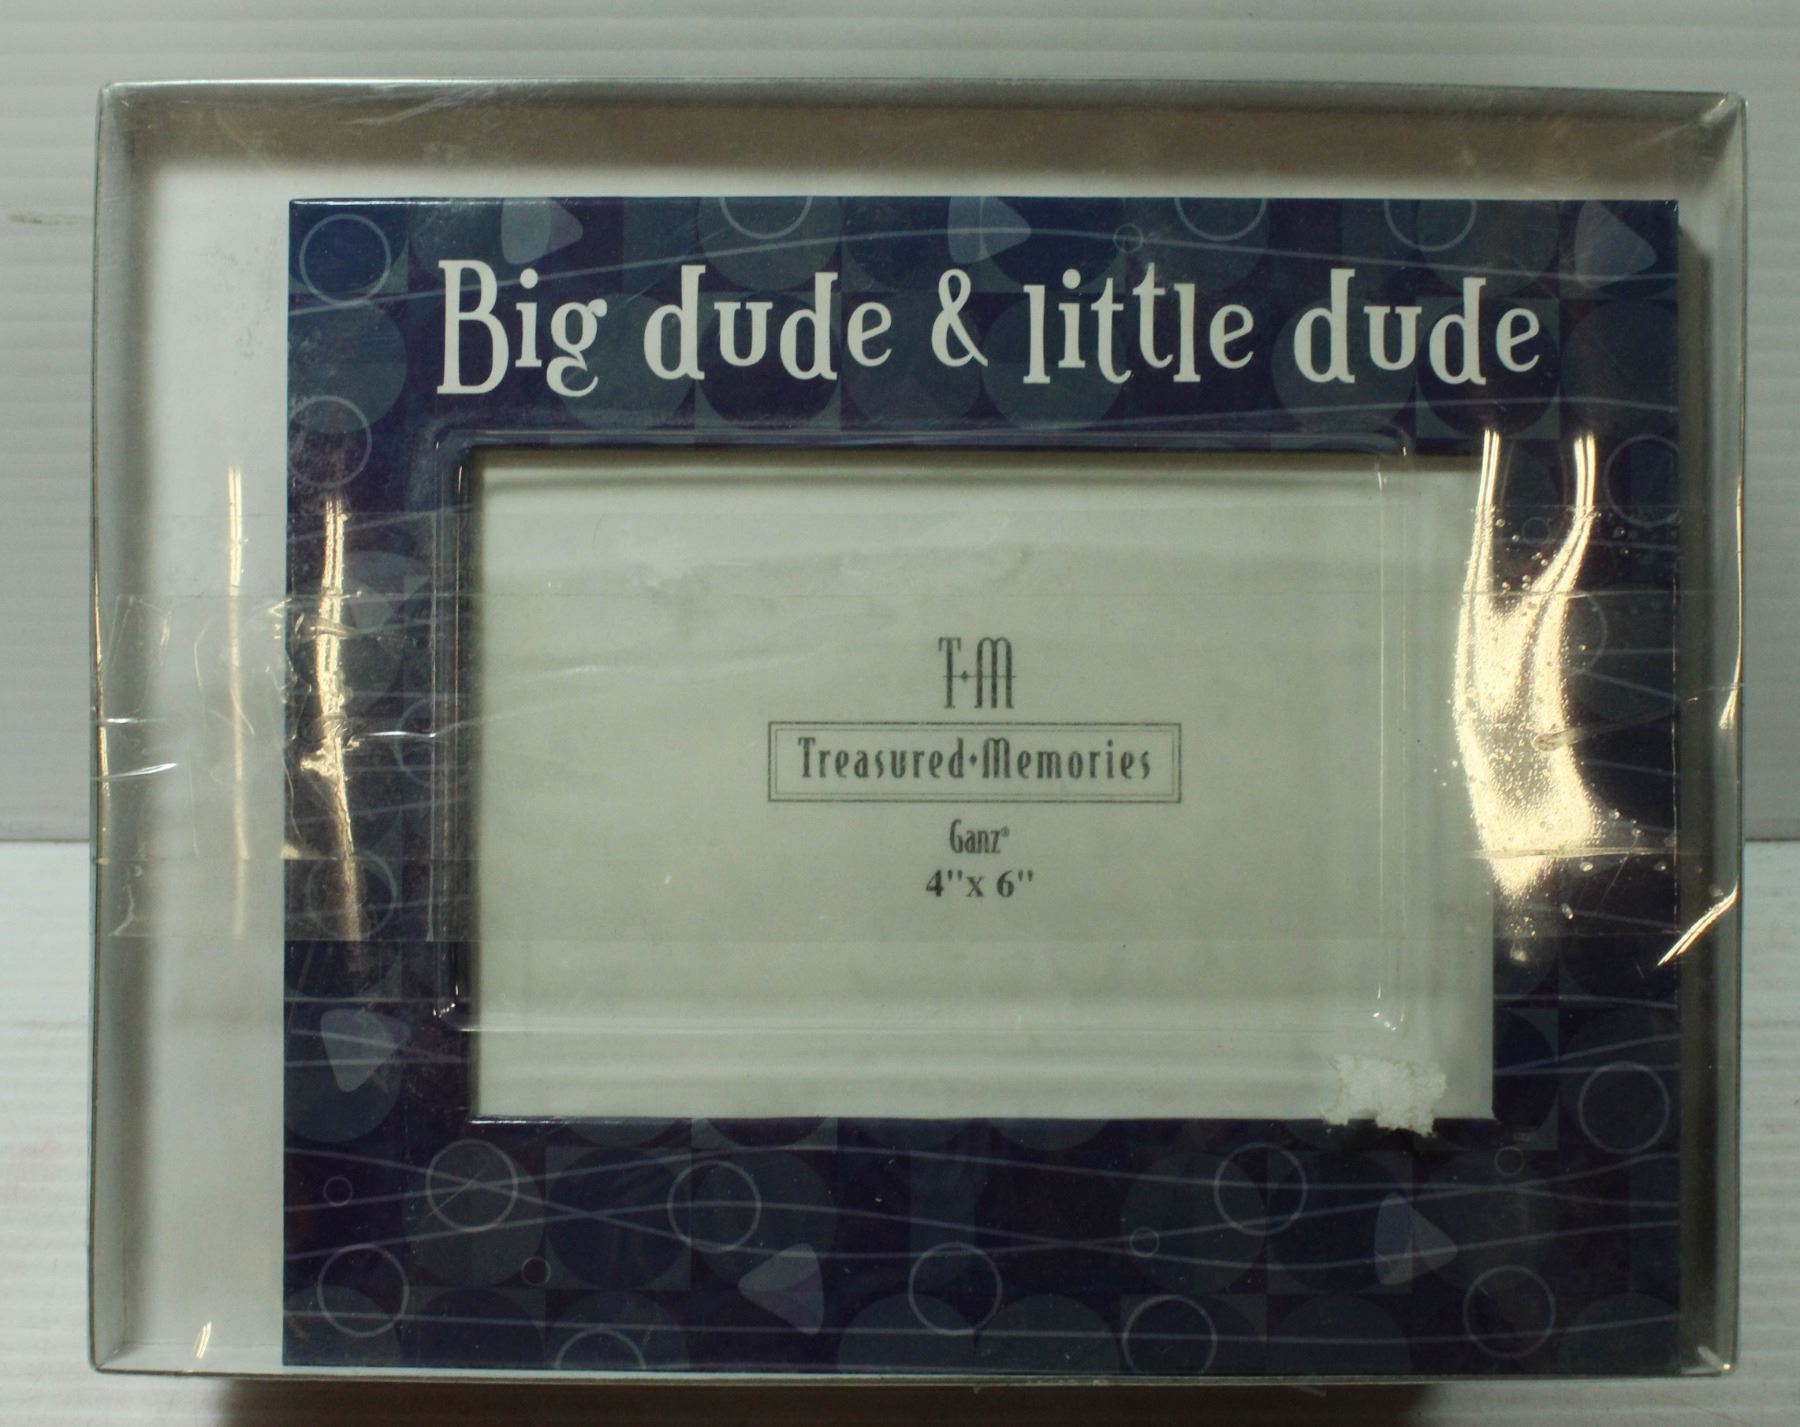 Big dude & little dude
T•M
Treasured•Memories
Ganz®
4"x 6"